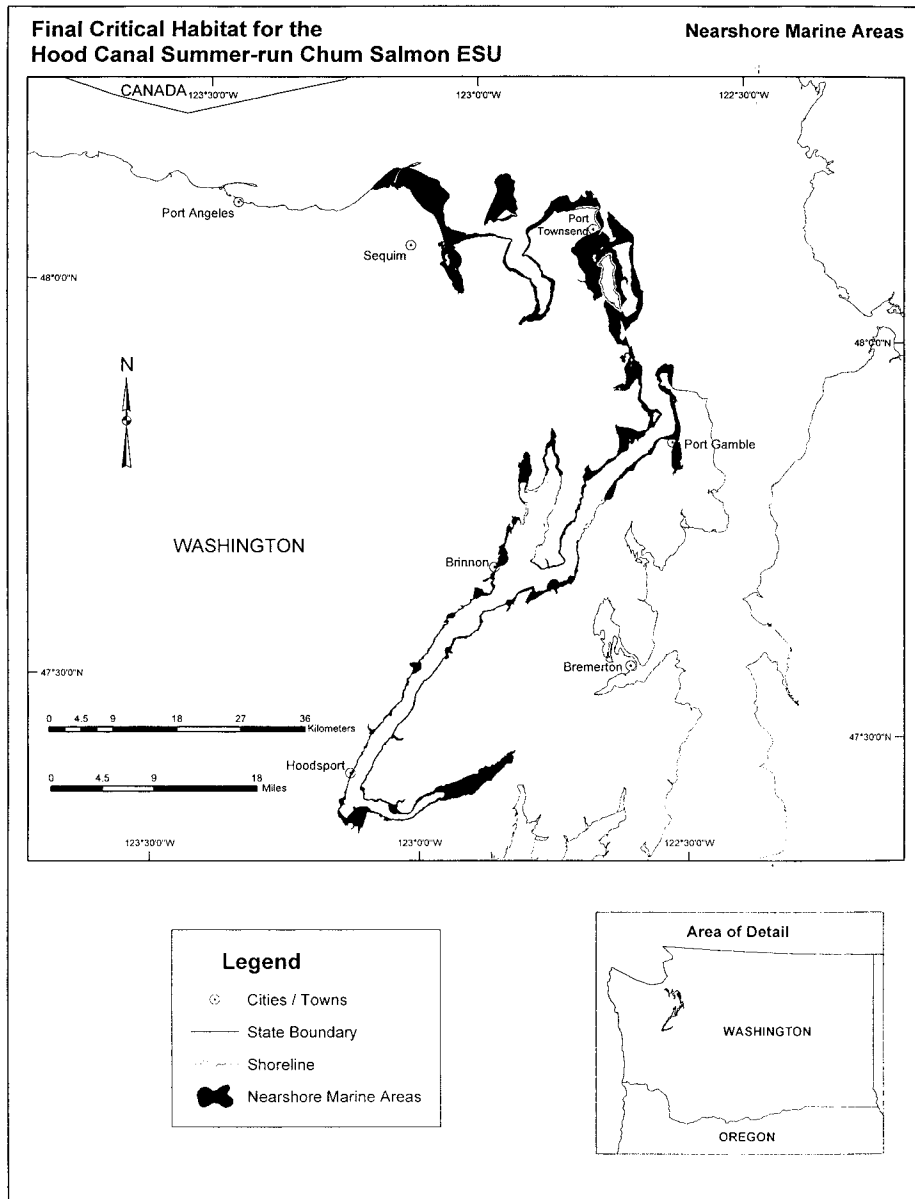 Final Critical Habitat for the
Hood Canal Summer-run Chum Salmon ESU
Nearshore Marine Areas
CANADA
123°30'0"W
123°0'0"W
122°30'0"W
Port Angeles
Port
Townsend
Sequim
48°0'0"N
48°0'0"N
N
Port Gamble
WASHINGTON
Brinnon
Bremerton
47°30'0"N
47°30'0"N
0 4.5 9 18 27 36
Kilometers
Hoodsport
0 4.5 9 18
Miles
123°30'0"W
123°0'0"W
122°30'0"W
Legend
Cities / Towns
State Boundary
Shoreline
Nearshore Marine Areas
Area of Detail
WASHINGTON
OREGON